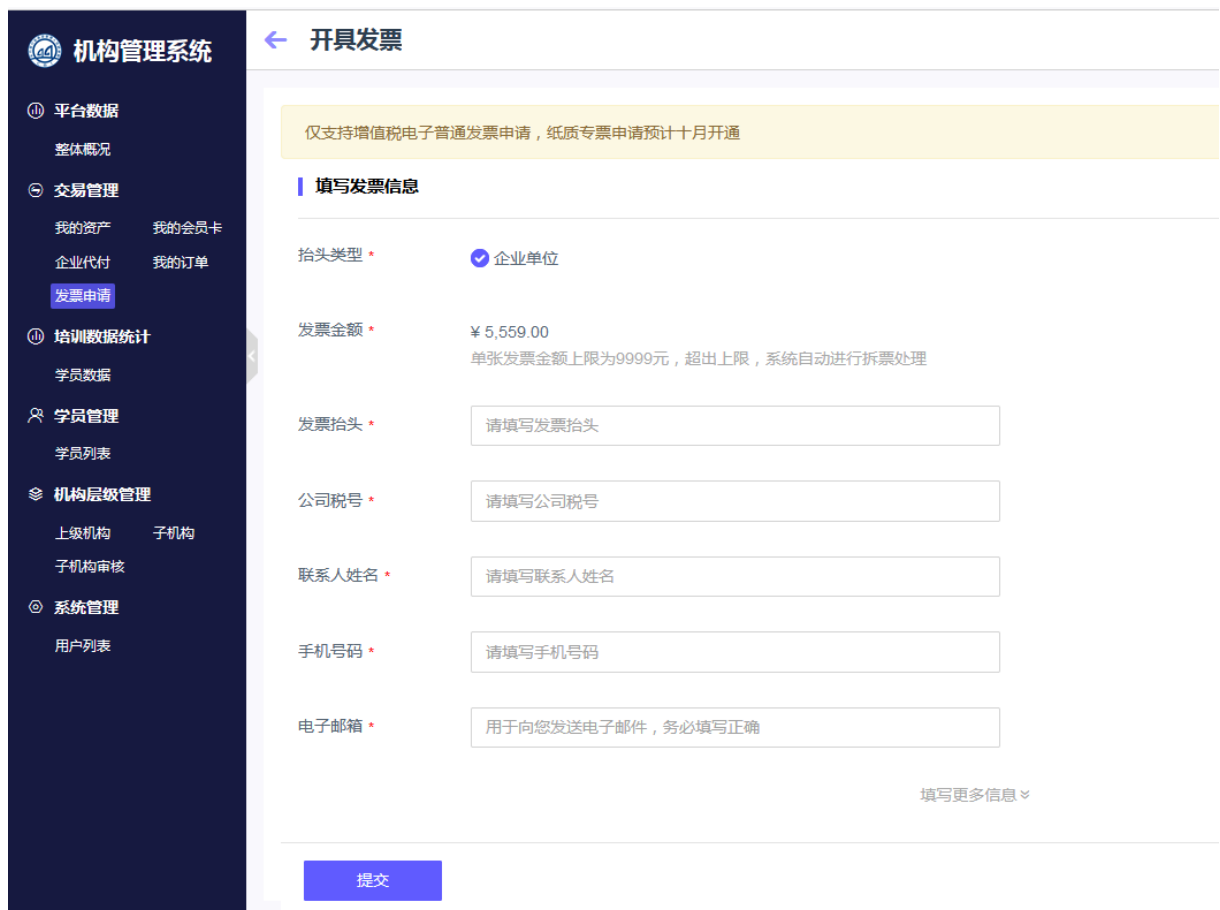 机构管理系统
平台数据
整体概况
交易管理
我的资产 我的会员卡
企业代付 我的订单
发票申请
培训数据统计
学员数据
学员管理
学员列表
机构层级管理
上级机构 子机构
子机构审核
系统管理
用户列表
开具发票
仅支持增值税电子普通发票申请，纸质专票申请预计十月开通
填写发票信息
抬头类型 * 企业单位
发票金额 * ¥ 5,559.00
单张发票金额上限为9999元，超出上限，系统自动进行拆票处理
发票抬头 * 请填写发票抬头
公司税号 * 请填写公司税号
联系人姓名 * 请填写联系人姓名
手机号码 * 请填写手机号码
电子邮箱 * 用于向您发送电子邮件，务必填写正确
填写更多信息
提交